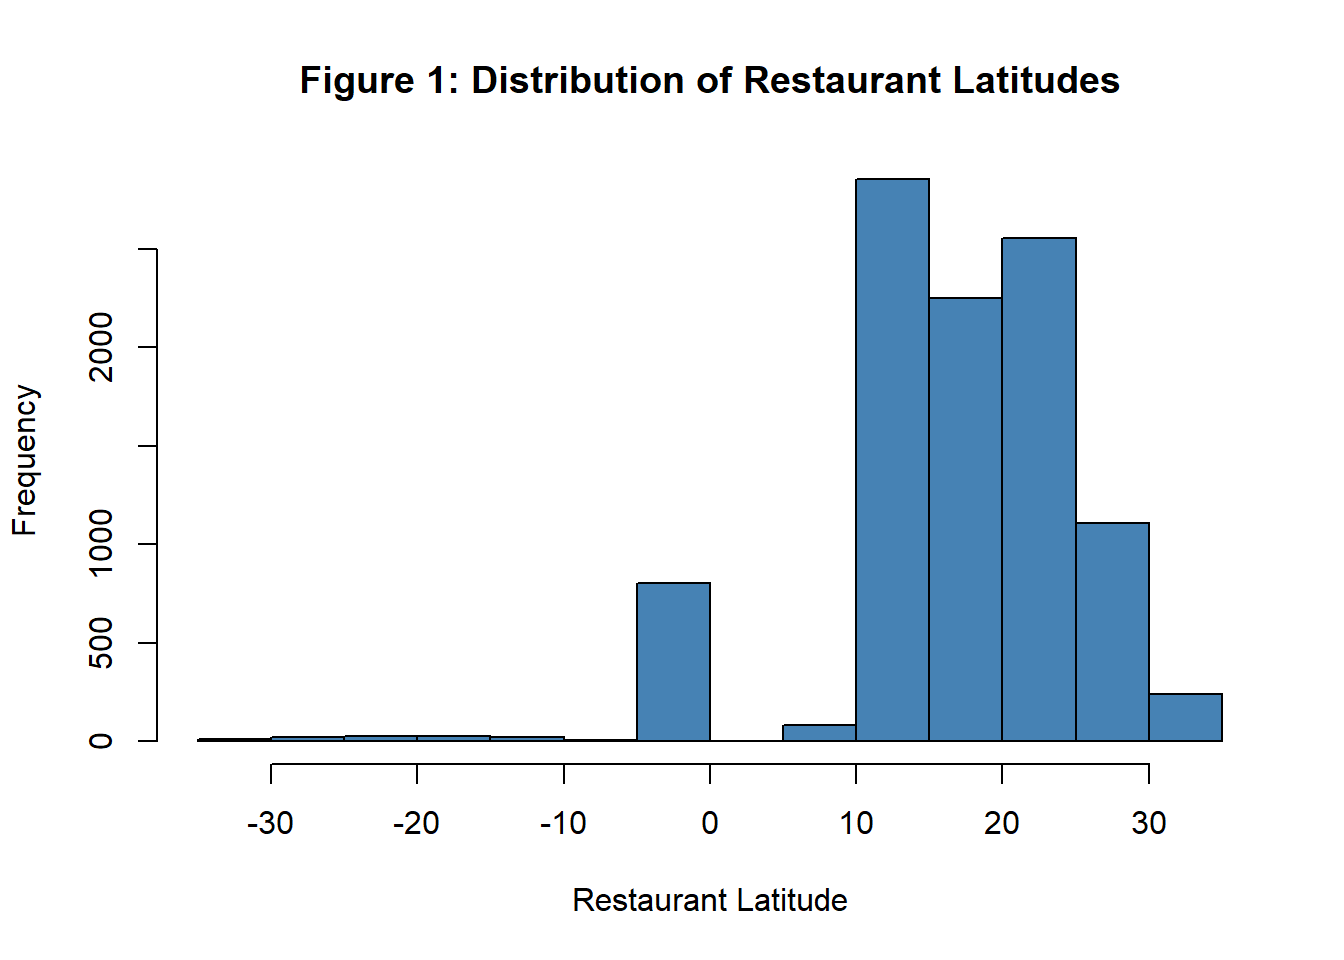 Figure 1: Distribution of Restaurant Latitudes
Frequency
2000
1000
500
0
-30 -20 -10 0 10 20 30
Restaurant Latitude